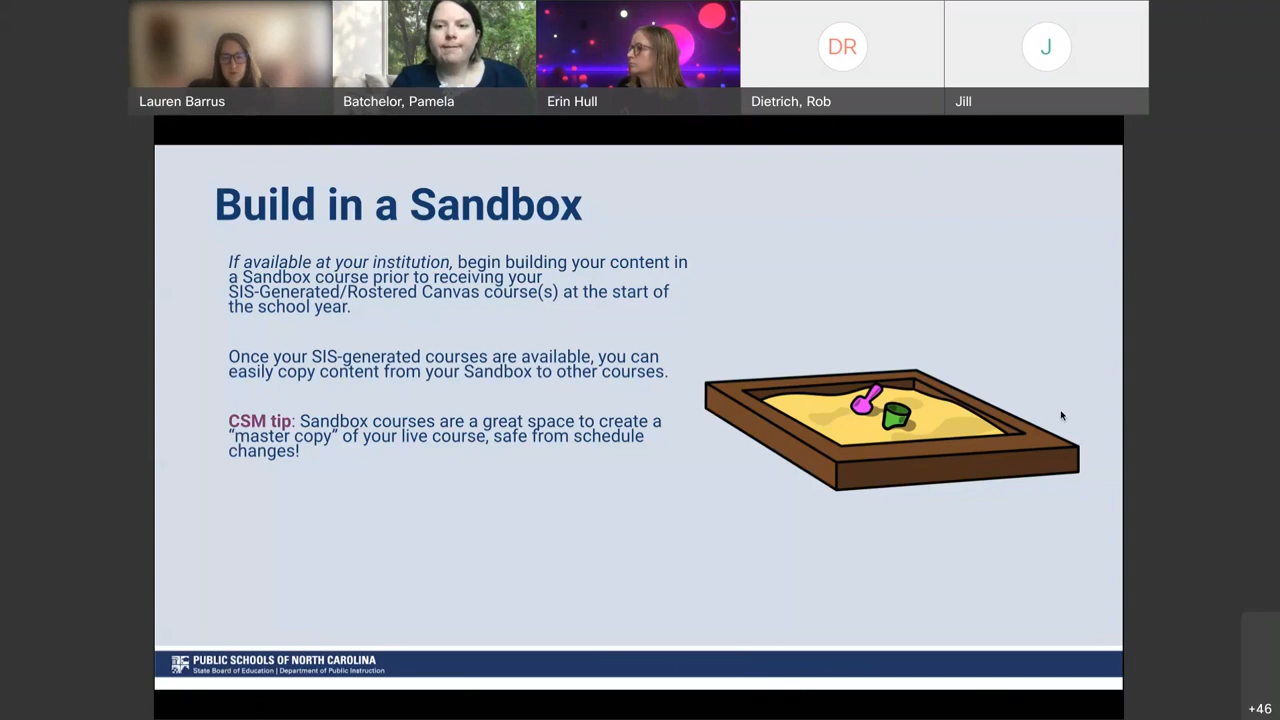 DR
J
Lauren Barrus
Batchelor, Pamela
Erin Hull
Dietrich, Rob
Jill
Build in a Sandbox
If available at your institution, begin building your content in
a Sandbox course prior to receiving your
SIS-Generated/Rostered Canvas course(s) at the start of
the school year.
Once your SIS-generated courses are available, you can
easily copy content from your Sandbox to other courses.
CSM tip: Sandbox courses are a great space to create a
“master copy” of your live course, safe from schedule
changes!
PUBLIC SCHOOLS OF NORTH CAROLINA
State Board of Education | Department of Public Instruction
+46